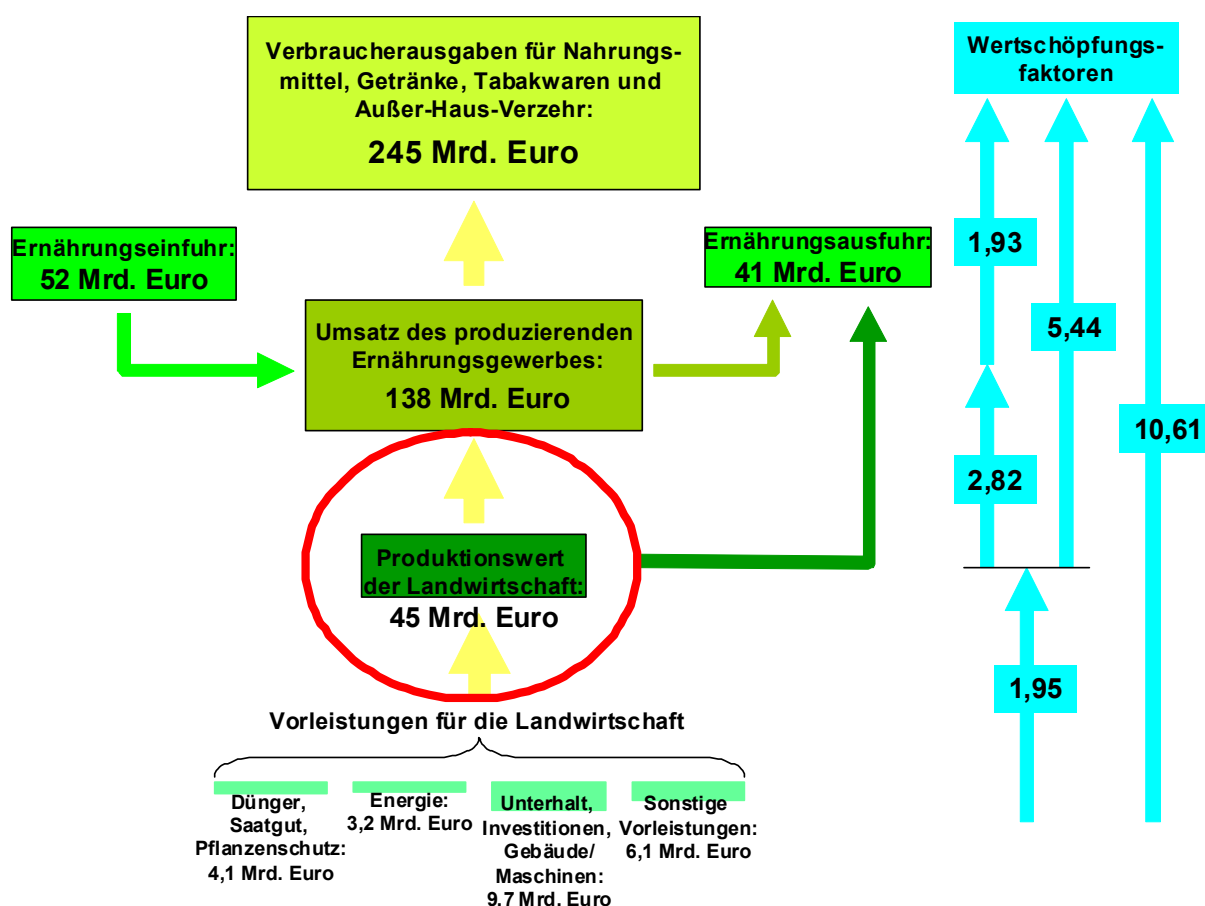 Verbraucherausgaben für Nahrungs-
mittel, Getränke, Tabakwaren und
Außer-Haus-Verzehr:
245 Mrd. Euro
Wertschöpfungs-
faktoren
Ernährungseinfuhr:
52 Mrd. Euro
Ernährungsausfuhr:
41 Mrd. Euro
1,93
Umsatz des produzierenden
Ernährungsgewerbes:
138 Mrd. Euro
5,44
10,61
2,82
Produktionswert
der Landwirtschaft:
45 Mrd. Euro
1,95
Vorleistungen für die Landwirtschaft
Dünger,
Saatgut,
Pflanzenschutz:
4,1 Mrd. Euro
Energie:
3,2 Mrd. Euro
Unterhalt,
Investitionen,
Gebäude/
Maschinen:
9,7 Mrd. Euro
Sonstige
Vorleistungen:
6,1 Mrd. Euro